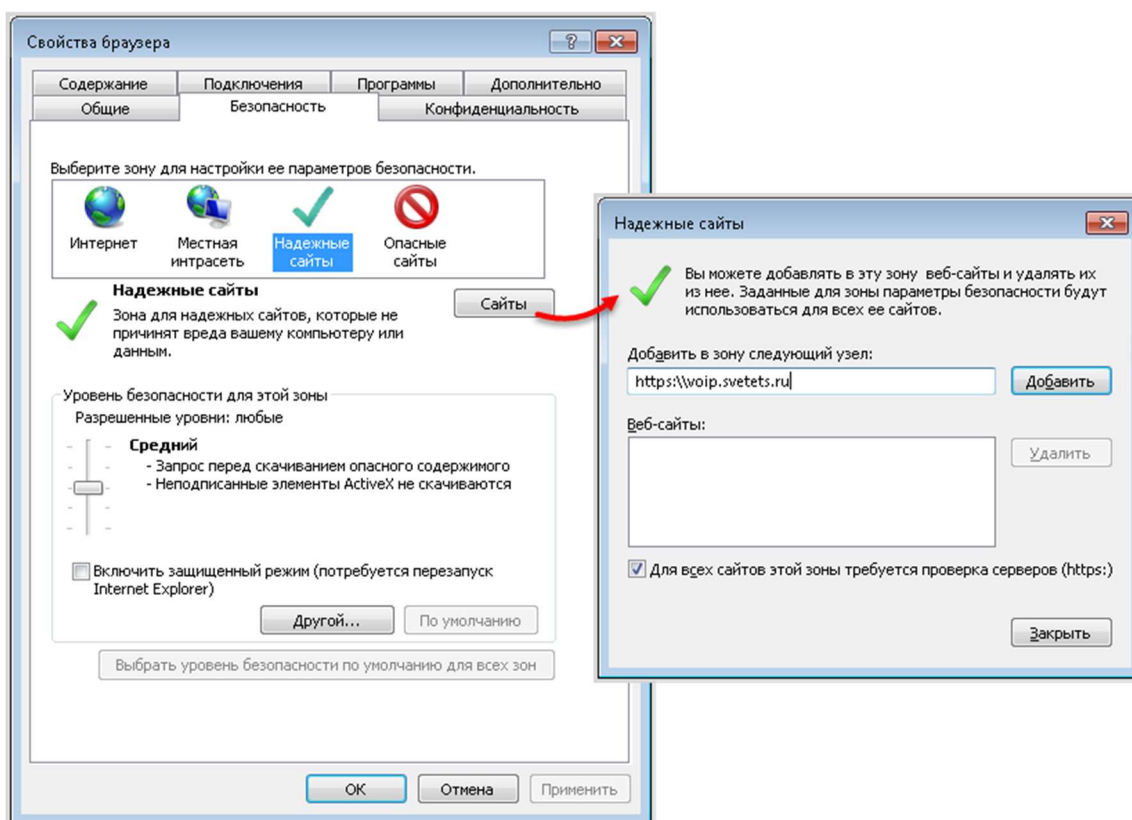 Свойства браузера
Содержание
Подключения
Программы
Дополнительно
Общие
Безопасность
Конфиденциальность
Выберите зону для настройки ее параметров безопасности.
Интернет
Местная
интрасеть
Надежные
сайты
Опасные
сайты
Надежные сайты
Зона для надежных сайтов, которые не
причинят вреда вашему компьютеру или
данным.
Сайты
Уровень безопасности для этой зоны
Разрешенные уровни: любые
Средний
- Запрос перед скачиванием опасного содержимого
- Неподписанные элементы ActiveX не скачиваются
Включить защищенный режим (потребуется перезапуск
Internet Explorer)
Другой...
По умолчанию
Выбрать уровень безопасности по умолчанию для всех зон
ОК
Отмена
Применить
Надежные сайты
Вы можете добавлять в эту зону веб-сайты и удалять их
из нее. Заданные для зоны параметры безопасности будут
использоваться для всех ее сайтов.
Добавить в зону следующий узел:
https:\\voip.svetets.ru
Добавить
Веб-сайты:
Удалить
Для всех сайтов этой зоны требуется проверка серверов (https:)
Закрыть